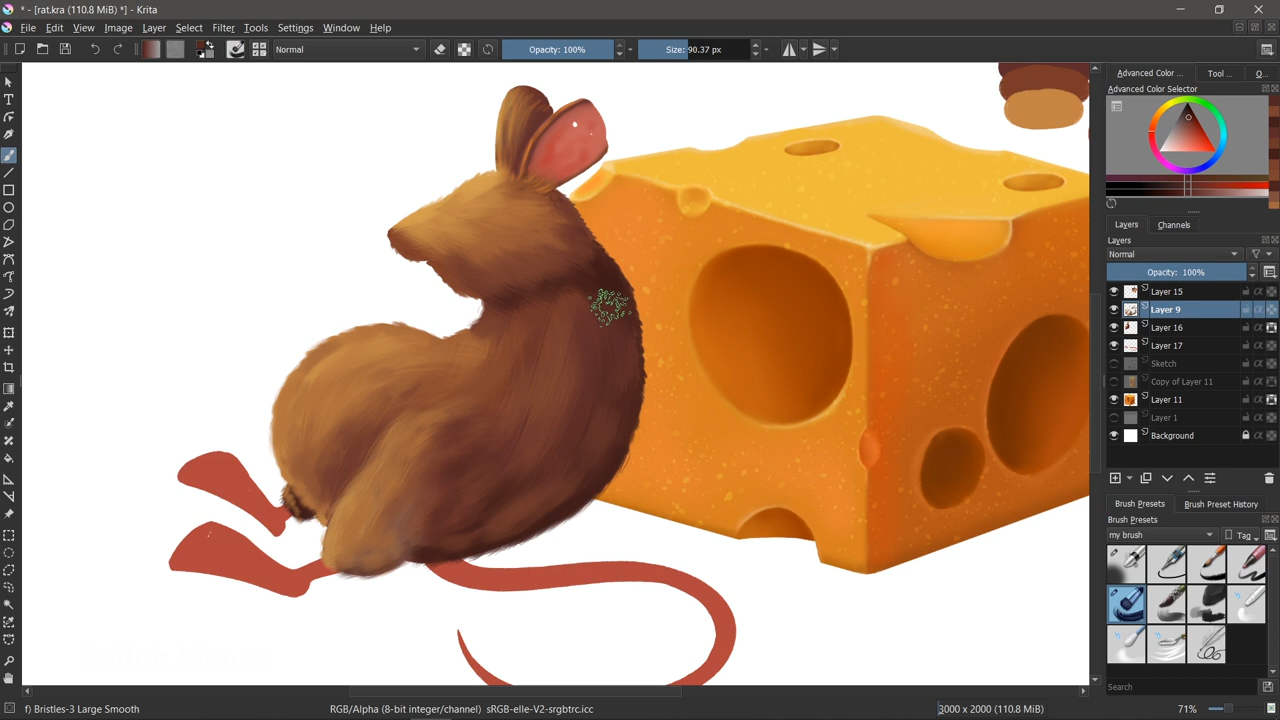 * - [rat.kra (110.8 MiB) *] - Krita
File Edit View Image Layer Select Filter Tools Settings Window Help
Normal Opacity: 100% Size: 90.37 px
Advanced Color ... Tool ... O...
Advanced Color Selector
Layers Channels
Layers
Normal
Opacity: 100%
Layer 15
Layer 9
Layer 16
Layer 17
Sketch
Copy of Layer 11
Layer 11
Layer 1
Background
Brush Presets Brush Preset History
Brush Presets
my brush Tag
Search
f) Bristles-3 Large Smooth RGB/Alpha (8-bit integer/channel) sRGB-elle-V2-srgbtrc.icc 3000 x 2000 (110.8 MiB) 71%